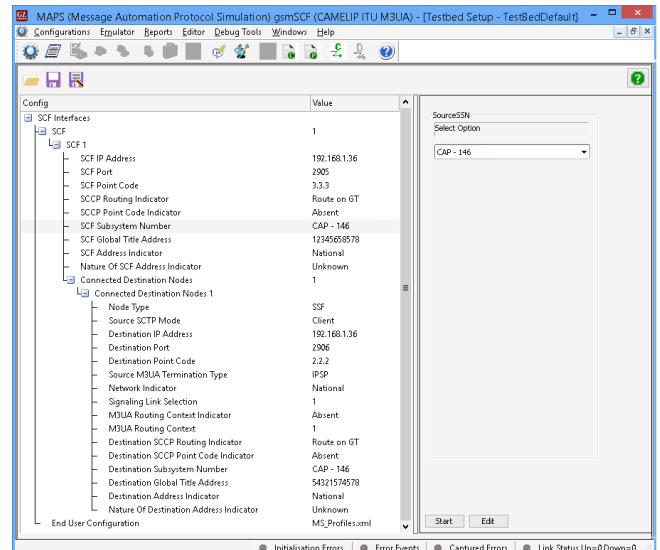 GL MAPS (Message Automation Protocol Simulation) gsmSCF (CAMELIP ITU M3UA) - [Testbed Setup - TestBedDefault]
Configurations Emulator Reports Editor Debug Tools Windows Help
Config Value
SCF Interfaces
SCF 1
SCF 1
SCF IP Address 192.168.1.36
SCF Port 2905
SCF Point Code 3.3.3
SCCP Routing Indicator Route on GT
SCCP Point Code Indicator Absent
SCF Subsystem Number CAP - 146
SCF Global Title Address 12345658578
SCF Address Indicator National
Nature Of SCF Address Indicator Unknown
Connected Destination Nodes 1
Connected Destination Nodes 1
Node Type SSF
Source SCTP Mode Client
Destination IP Address 192.168.1.36
Destination Port 2906
Destination Point Code 2.2.2
Source M3UA Termination Type IPSP
Network Indicator National
Signaling Link Selection 1
M3UA Routing Context Indicator Absent
M3UA Routing Context 1
Destination SCCP Routing Indicator Route on GT
Destination SCCP Point Code Indicator Absent
Destination Subsystem Number CAP - 146
Destination Global Title Address 54321574578
Destination Address Indicator National
Nature Of Destination Address Indicator Unknown
End User Configuration MS_Profiles.xml
SourceSSN
Select Option
CAP - 146
Start Edit
Initialisation Errors Error Events Captured Errors Link Status Up=0 Down=0